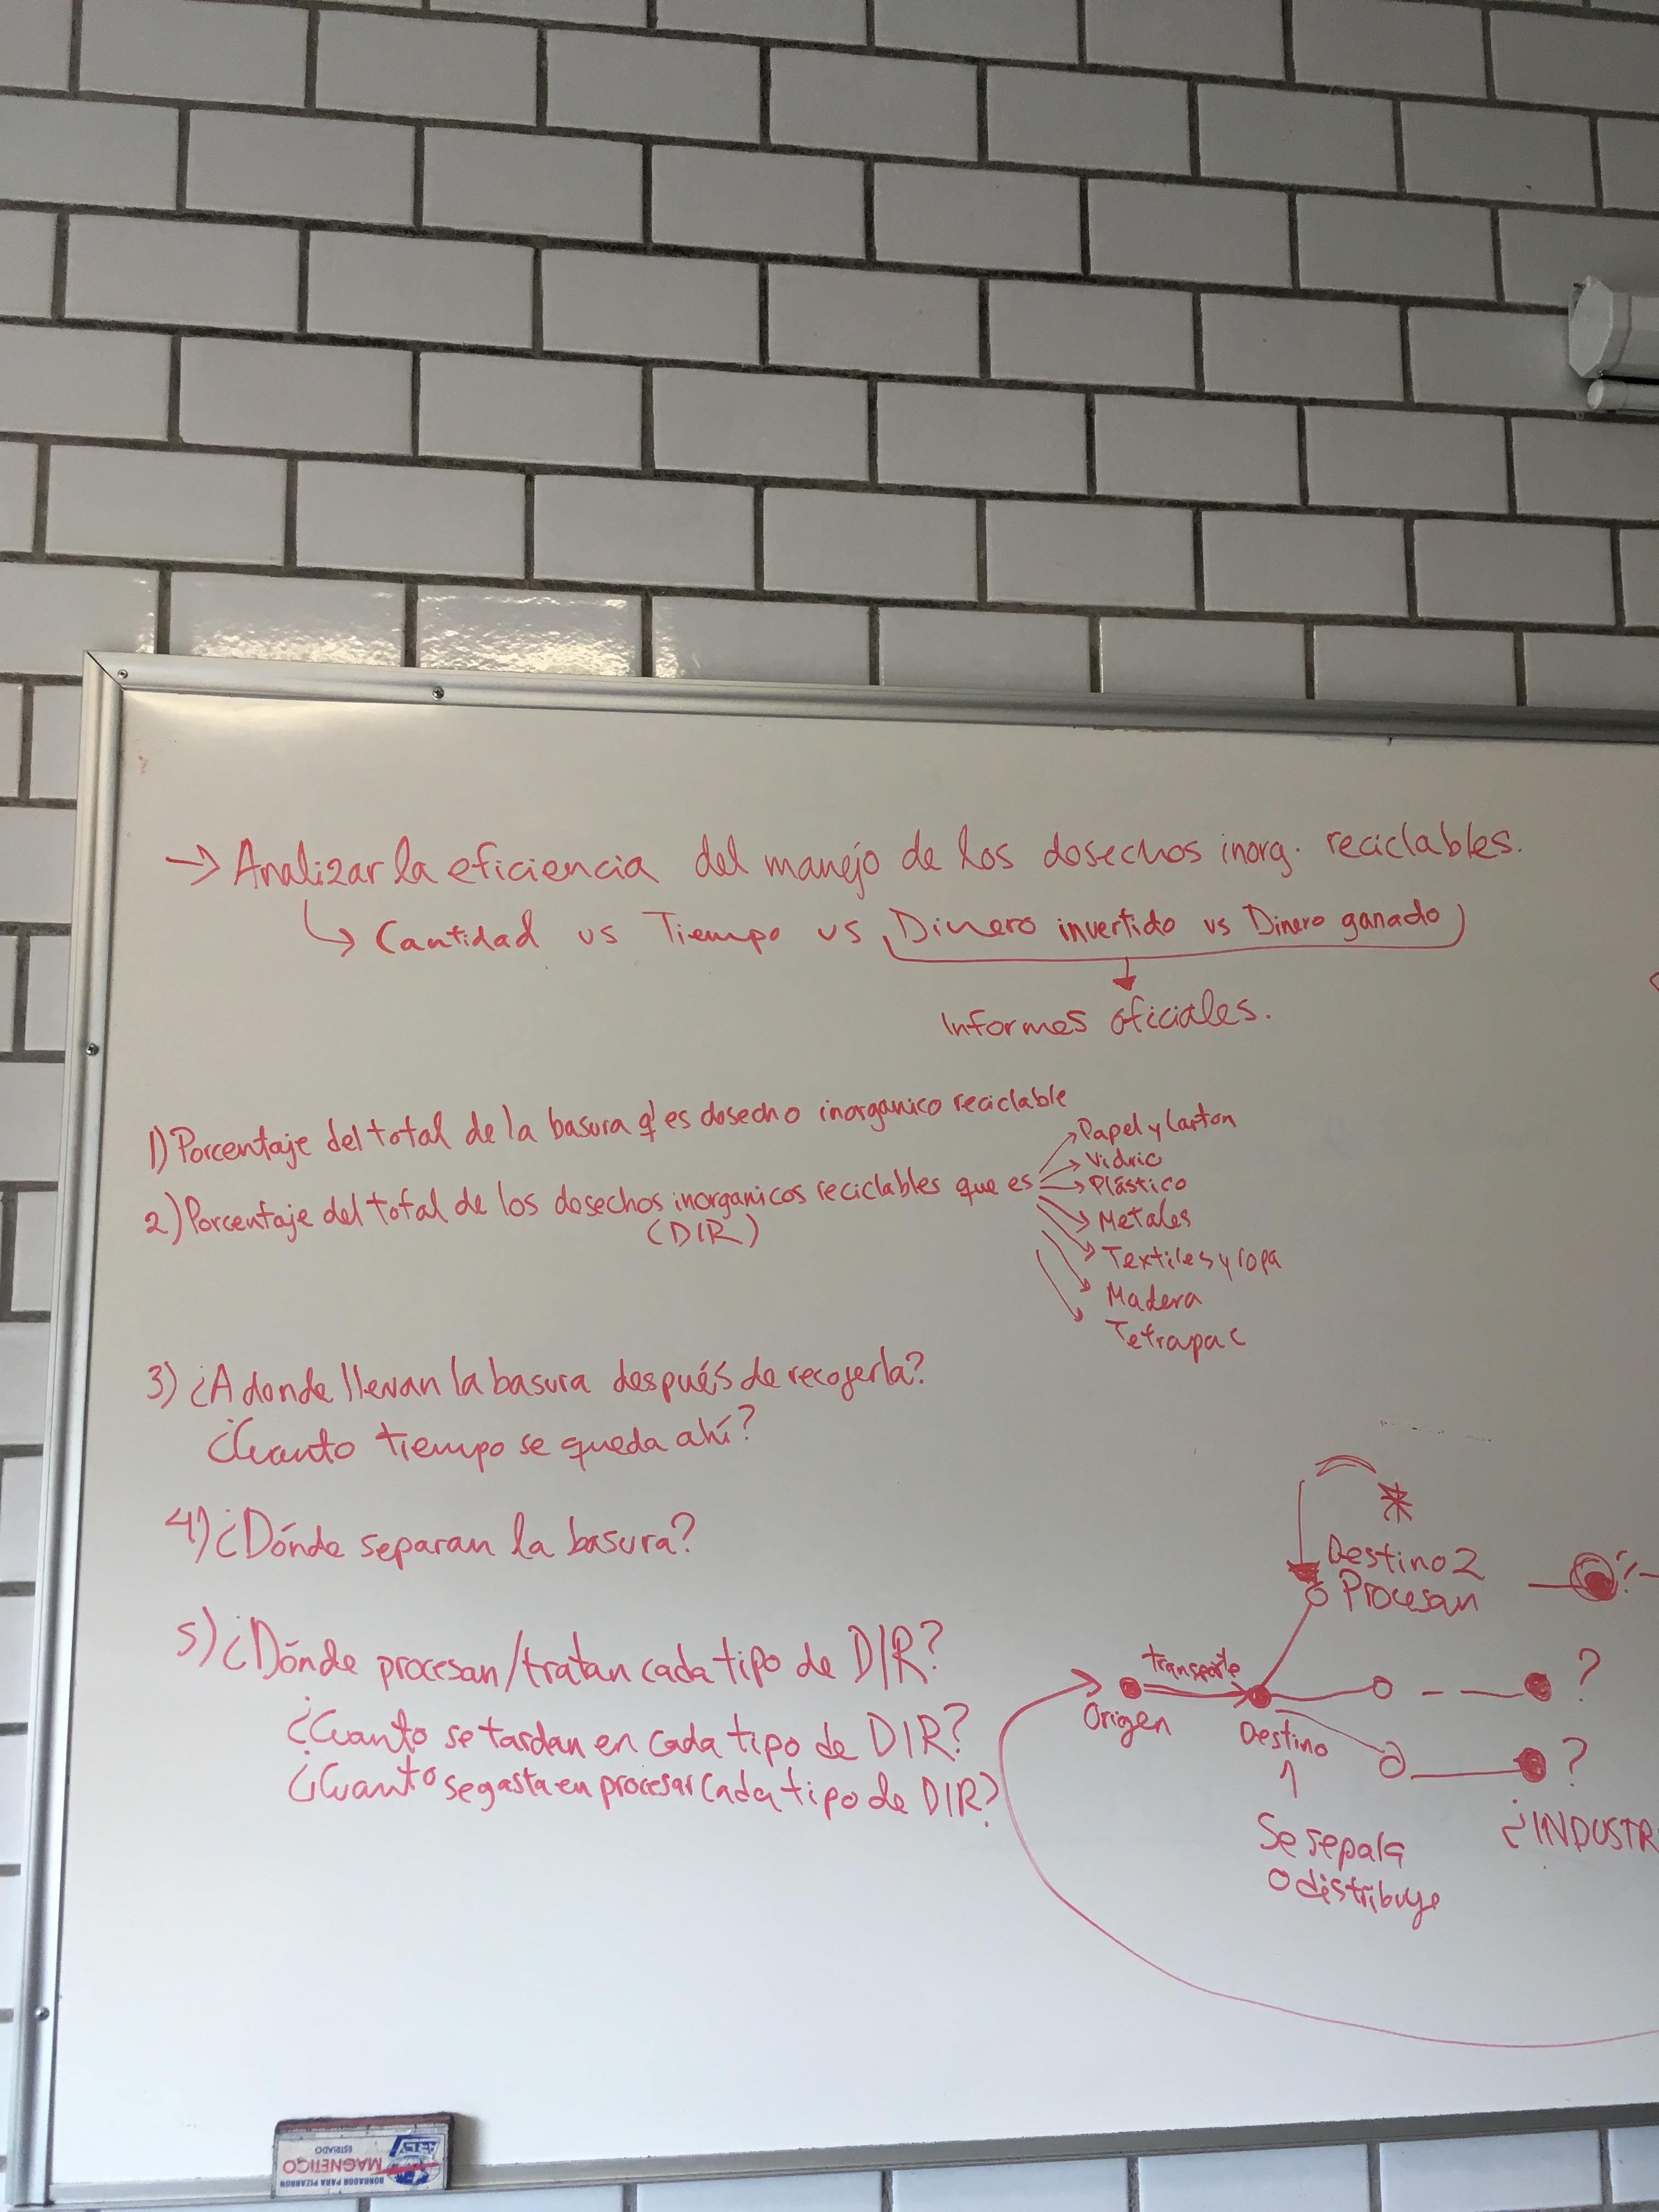 → Analizar la eficiencia del manejo de los dosechos inorg. reciclables.
↳ Cantidad vs Tiempo vs Dinero invertido vs Dinero ganado
Informes oficiales.
1) Porcentaje del total de la basura q' es dosecho inorganico reciclable
2) Porcentaje del total de los dosechos inorganicos reciclables que es
(DIR)
→ Papel y Carton
→ Vidrio
→ Plástico
→ Metales
→ Textiles y ropa
→ Madera
→ Tetrapac
3) ¿A donde llevan la basura después de recogerla?
¿Cuanto tiempo se queda ahí?
4) ¿Dónde separan la basura?
5) ¿Dónde procesan/tratan cada tipo de DIR?
¿Cuanto se tardan en cada tipo de DIR?
¿Cuanto se gasta en procesar cada tipo de DIR?
*
Destino 2
Procesan
transporte
Origen
Destino
1
Se separa
o distribuye
?
?
¿INDUSTR
BORRADOR PARA PIZARRON
MAGNETICO
ESTRIADO